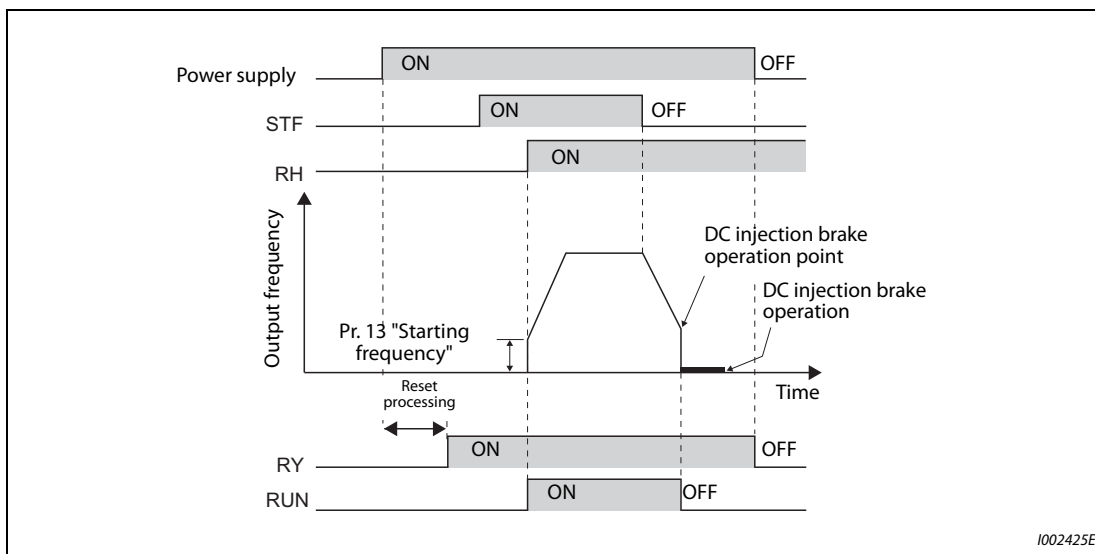 Power supply
ON
OFF
STF
ON
OFF
RH
ON
Output frequency
DC injection brake
operation point
DC injection brake
operation
Pr. 13 "Starting
frequency"
Time
Reset
processing
RY
ON
OFF
RUN
ON
OFF
I002425E